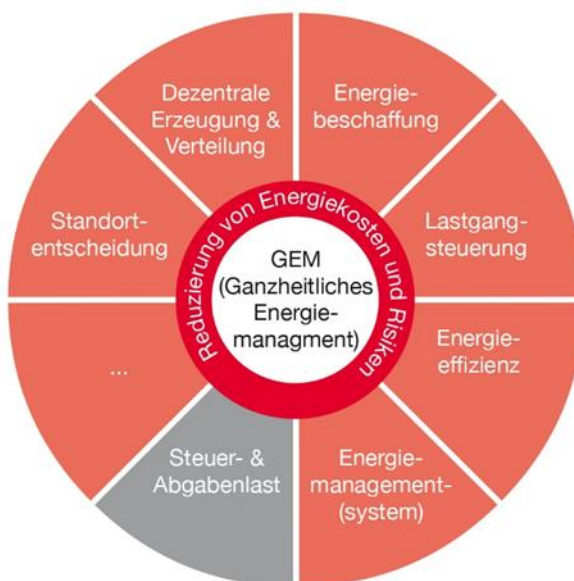 Dezentrale
Erzeugung &
Verteilung
Energie-
beschaffung
Standort-
entscheidung
Lastgang-
steuerung
Reduzierung von Energiekosten und Risiken
GEM
(Ganzheitliches
Energie-
managment)
...
Energie-
effizienz
Steuer- &
Abgabenlast
Energie-
management-
(system)